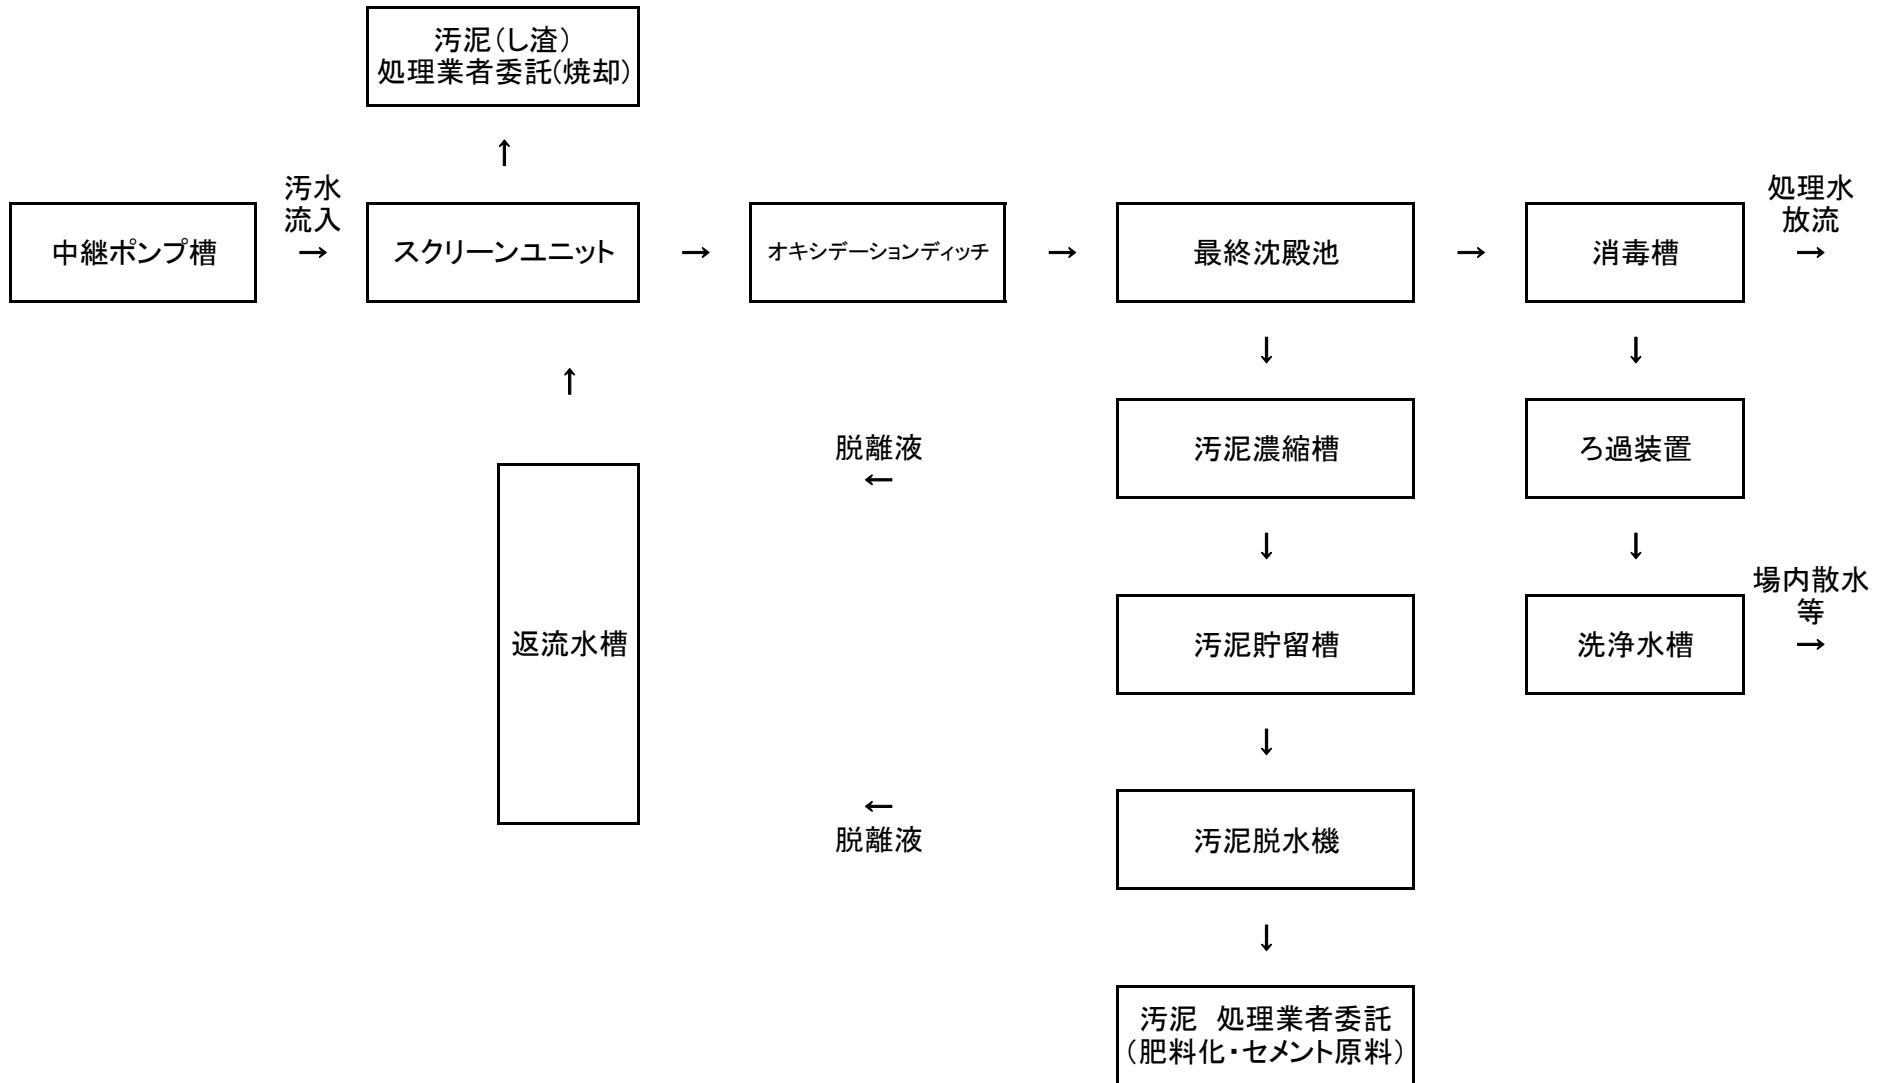 汚泥(し渣)
処理業者委託(焼却)
↑
汚水
流入
→
処理水
放流
→
中継ポンプ槽
スクリーンユニット
→
オキシデーションディッチ
→
最終沈殿池
→
消毒槽
↓
↓
↑
脱離液
←
汚泥濃縮槽
ろ過装置
↓
↓
場内散水
等
→
返流水槽
汚泥貯留槽
洗浄水槽
↓
←
脱離液
汚泥脱水機
↓
汚泥　処理業者委託
(肥料化・セメント原料)